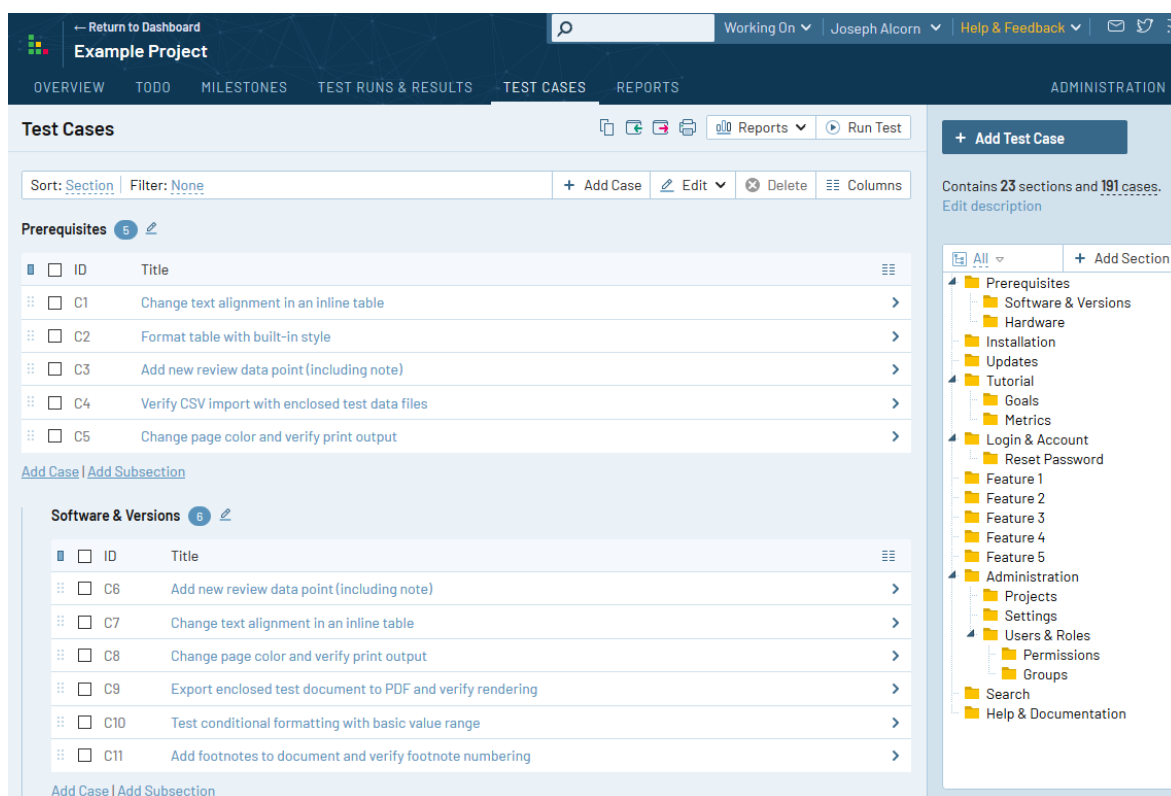 ← Return to Dashboard
Working On
Joseph Alcorn
Help & Feedback
Example Project
OVERVIEW TODO MILESTONES TEST RUNS & RESULTS TEST CASES REPORTS ADMINISTRATION
Test Cases
Reports
Run Test
Sort: Section Filter: None
+ Add Case
Edit
Delete
Columns
Prerequisites 5
ID Title
C1 Change text alignment in an inline table
C2 Format table with built-in style
C3 Add new review data point (including note)
C4 Verify CSV import with enclosed test data files
C5 Change page color and verify print output
Add Case | Add Subsection
Software & Versions 6
ID Title
C6 Add new review data point (including note)
C7 Change text alignment in an inline table
C8 Change page color and verify print output
C9 Export enclosed test document to PDF and verify rendering
C10 Test conditional formatting with basic value range
C11 Add footnotes to document and verify footnote numbering
Add Case | Add Subsection
+ Add Test Case
Contains 23 sections and 191 cases.
Edit description
All
+ Add Section
Prerequisites
Software & Versions
Hardware
Installation
Updates
Tutorial
Goals
Metrics
Login & Account
Reset Password
Feature 1
Feature 2
Feature 3
Feature 4
Feature 5
Administration
Projects
Settings
Users & Roles
Permissions
Groups
Search
Help & Documentation